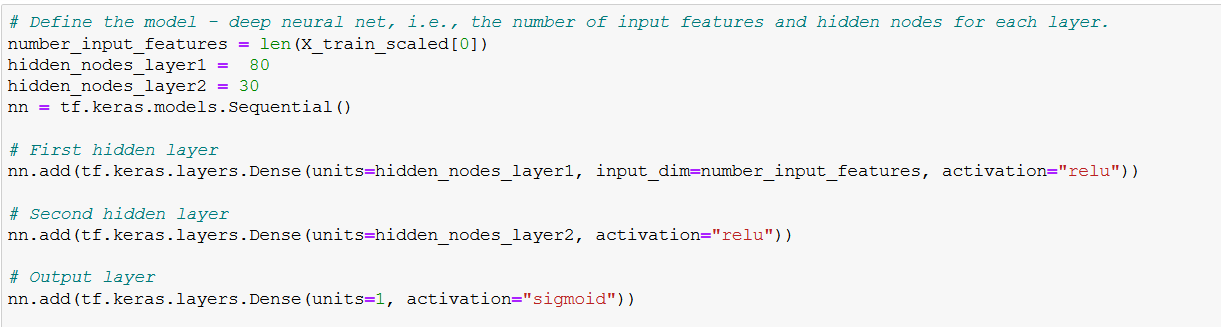 # Define the model - deep neural net, i.e., the number of input features and hidden nodes for each layer.
number_input_features = len(X_train_scaled[0])
hidden_nodes_layer1 =  80
hidden_nodes_layer2 = 30
nn = tf.keras.models.Sequential()

# First hidden layer
nn.add(tf.keras.layers.Dense(units=hidden_nodes_layer1, input_dim=number_input_features, activation="relu"))

# Second hidden layer
nn.add(tf.keras.layers.Dense(units=hidden_nodes_layer2, activation="relu"))

# Output layer
nn.add(tf.keras.layers.Dense(units=1, activation="sigmoid"))